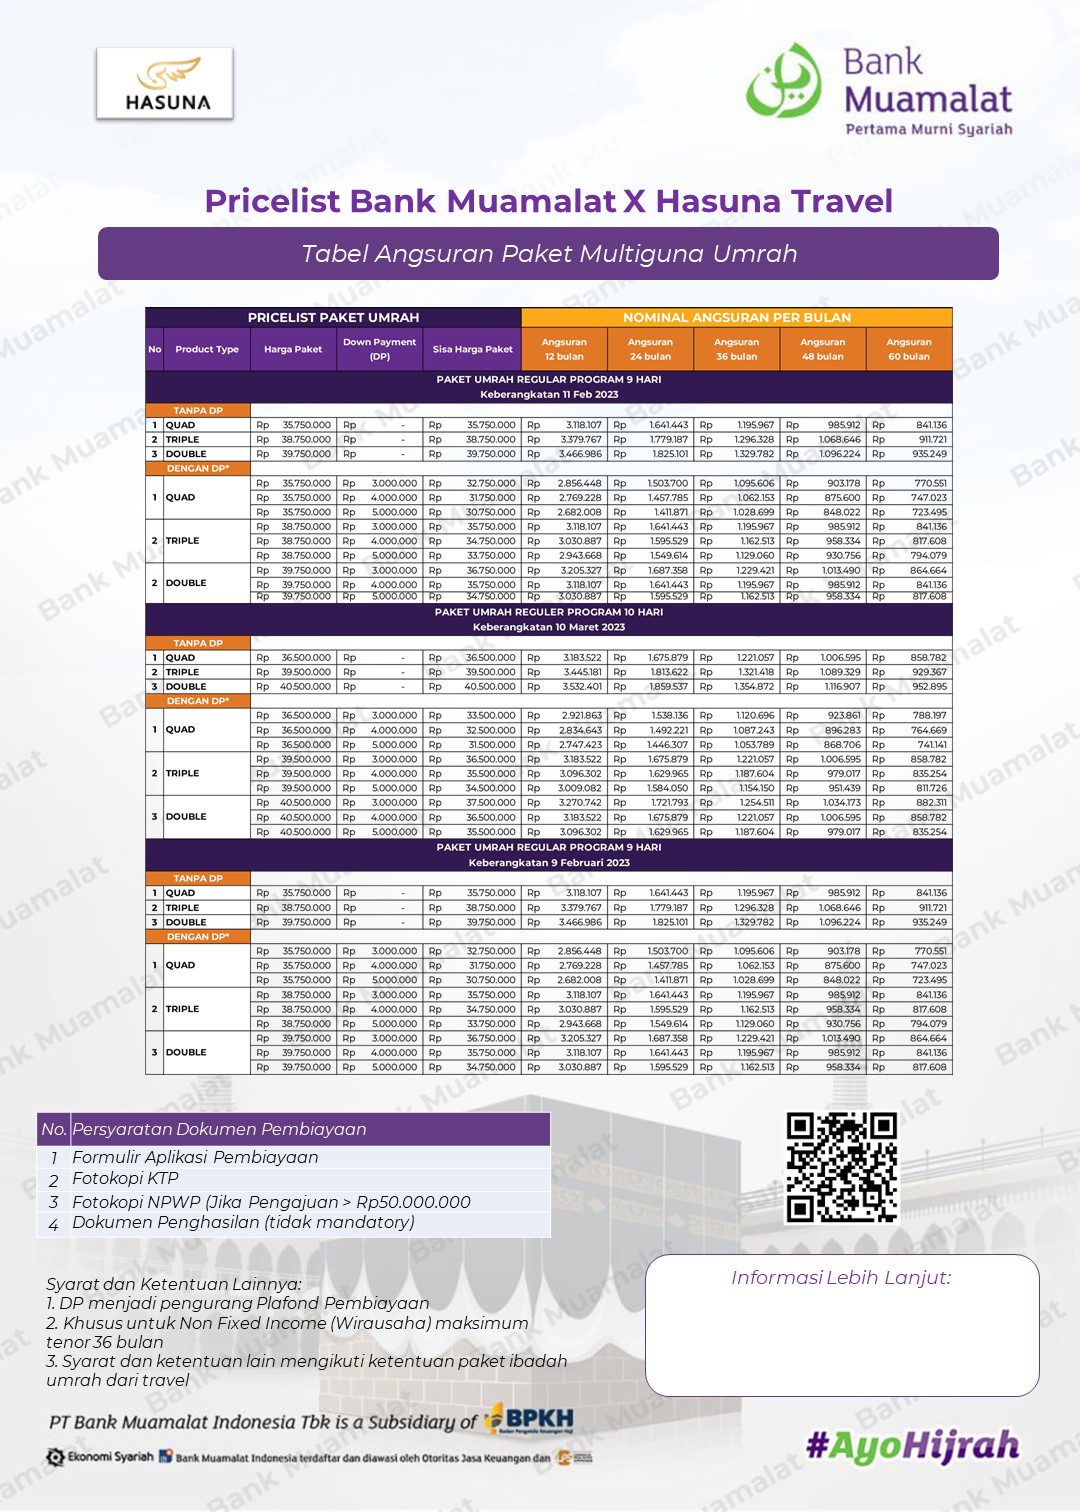 HASUNA
Bank
Muamalat
Pertama Murni Syariah
Pricelist Bank Muamalat X Hasuna Travel
Tabel Angsuran Paket Multiguna Umrah
PRICELIST PAKET UMRAH NOMINAL ANGSURAN PER BULAN
No Product Type Harga Paket Down Payment (DP) Sisa Harga Paket Angsuran 12 bulan Angsuran 24 bulan Angsuran 36 bulan Angsuran 48 bulan Angsuran 60 bulan
PAKET UMRAH REGULAR PROGRAM 9 HARI
Keberangkatan 11 Feb 2023
TANPA DP
1 QUAD Rp 35.750.000 Rp - Rp 35.750.000 Rp 3.118.107 Rp 1.641.443 Rp 1.195.967 Rp 985.912 Rp 841.136
2 TRIPLE Rp 38.750.000 Rp - Rp 38.750.000 Rp 3.379.767 Rp 1.779.187 Rp 1.296.328 Rp 1.068.646 Rp 911.721
3 DOUBLE Rp 39.750.000 Rp - Rp 39.750.000 Rp 3.466.986 Rp 1.825.101 Rp 1.329.782 Rp 1.096.224 Rp 935.249
DENGAN DP*
1 QUAD Rp 35.750.000 Rp 3.000.000 Rp 32.750.000 Rp 2.856.448 Rp 1.503.700 Rp 1.095.606 Rp 903.178 Rp 770.551
Rp 35.750.000 Rp 4.000.000 Rp 31.750.000 Rp 2.769.228 Rp 1.457.785 Rp 1.062.153 Rp 875.600 Rp 747.023
Rp 35.750.000 Rp 5.000.000 Rp 30.750.000 Rp 2.682.008 Rp 1.411.871 Rp 1.028.699 Rp 848.022 Rp 723.495
2 TRIPLE Rp 38.750.000 Rp 3.000.000 Rp 35.750.000 Rp 3.118.107 Rp 1.641.443 Rp 1.195.967 Rp 985.912 Rp 841.136
Rp 38.750.000 Rp 4.000.000 Rp 34.750.000 Rp 3.030.887 Rp 1.595.529 Rp 1.162.513 Rp 958.334 Rp 817.608
Rp 38.750.000 Rp 5.000.000 Rp 33.750.000 Rp 2.943.668 Rp 1.549.614 Rp 1.129.060 Rp 930.756 Rp 794.079
2 DOUBLE Rp 39.750.000 Rp 3.000.000 Rp 36.750.000 Rp 3.205.327 Rp 1.687.358 Rp 1.229.421 Rp 1.013.490 Rp 864.664
Rp 39.750.000 Rp 4.000.000 Rp 35.750.000 Rp 3.118.107 Rp 1.641.443 Rp 1.195.967 Rp 985.912 Rp 841.136
Rp 39.750.000 Rp 5.000.000 Rp 34.750.000 Rp 3.030.887 Rp 1.595.529 Rp 1.162.513 Rp 958.334 Rp 817.608
PAKET UMRAH REGULER PROGRAM 10 HARI
Keberangkatan 10 Maret 2023
TANPA DP
1 QUAD Rp 36.500.000 Rp - Rp 36.500.000 Rp 3.183.522 Rp 1.675.879 Rp 1.221.057 Rp 1.006.595 Rp 858.782
2 TRIPLE Rp 39.500.000 Rp - Rp 39.500.000 Rp 3.445.181 Rp 1.813.622 Rp 1.321.418 Rp 1.089.329 Rp 929.367
3 DOUBLE Rp 40.500.000 Rp - Rp 40.500.000 Rp 3.532.401 Rp 1.859.537 Rp 1.354.872 Rp 1.116.907 Rp 952.895
DENGAN DP*
1 QUAD Rp 36.500.000 Rp 3.000.000 Rp 33.500.000 Rp 2.921.863 Rp 1.538.136 Rp 1.120.696 Rp 923.861 Rp 788.197
Rp 36.500.000 Rp 4.000.000 Rp 32.500.000 Rp 2.834.643 Rp 1.492.221 Rp 1.087.243 Rp 896.283 Rp 764.669
Rp 36.500.000 Rp 5.000.000 Rp 31.500.000 Rp 2.747.423 Rp 1.446.307 Rp 1.053.789 Rp 868.706 Rp 741.141
2 TRIPLE Rp 39.500.000 Rp 3.000.000 Rp 36.500.000 Rp 3.183.522 Rp 1.675.879 Rp 1.221.057 Rp 1.006.595 Rp 858.782
Rp 39.500.000 Rp 4.000.000 Rp 35.500.000 Rp 3.096.302 Rp 1.629.965 Rp 1.187.604 Rp 979.017 Rp 835.254
Rp 39.500.000 Rp 5.000.000 Rp 34.500.000 Rp 3.009.082 Rp 1.584.050 Rp 1.154.150 Rp 951.439 Rp 811.726
3 DOUBLE Rp 40.500.000 Rp 3.000.000 Rp 37.500.000 Rp 3.270.742 Rp 1.721.793 Rp 1.254.511 Rp 1.034.173 Rp 882.311
Rp 40.500.000 Rp 4.000.000 Rp 36.500.000 Rp 3.183.522 Rp 1.675.879 Rp 1.221.057 Rp 1.006.595 Rp 858.782
Rp 40.500.000 Rp 5.000.000 Rp 35.500.000 Rp 3.096.302 Rp 1.629.965 Rp 1.187.604 Rp 979.017 Rp 835.254
PAKET UMRAH REGULAR PROGRAM 9 HARI
Keberangkatan 9 Februari 2023
TANPA DP
1 QUAD Rp 35.750.000 Rp - Rp 35.750.000 Rp 3.118.107 Rp 1.641.443 Rp 1.195.967 Rp 985.912 Rp 841.136
2 TRIPLE Rp 38.750.000 Rp - Rp 38.750.000 Rp 3.379.767 Rp 1.779.187 Rp 1.296.328 Rp 1.068.646 Rp 911.721
3 DOUBLE Rp 39.750.000 Rp - Rp 39.750.000 Rp 3.466.986 Rp 1.825.101 Rp 1.329.782 Rp 1.096.224 Rp 935.249
DENGAN DP*
1 QUAD Rp 35.750.000 Rp 3.000.000 Rp 32.750.000 Rp 2.856.448 Rp 1.503.700 Rp 1.095.606 Rp 903.178 Rp 770.551
Rp 35.750.000 Rp 4.000.000 Rp 31.750.000 Rp 2.769.228 Rp 1.457.785 Rp 1.062.153 Rp 875.600 Rp 747.023
Rp 35.750.000 Rp 5.000.000 Rp 30.750.000 Rp 2.682.008 Rp 1.411.871 Rp 1.028.699 Rp 848.022 Rp 723.495
2 TRIPLE Rp 38.750.000 Rp 3.000.000 Rp 35.750.000 Rp 3.118.107 Rp 1.641.443 Rp 1.195.967 Rp 985.912 Rp 841.136
Rp 38.750.000 Rp 4.000.000 Rp 34.750.000 Rp 3.030.887 Rp 1.595.529 Rp 1.162.513 Rp 958.334 Rp 817.608
Rp 38.750.000 Rp 5.000.000 Rp 33.750.000 Rp 2.943.668 Rp 1.549.614 Rp 1.129.060 Rp 930.756 Rp 794.079
3 DOUBLE Rp 39.750.000 Rp 3.000.000 Rp 36.750.000 Rp 3.205.327 Rp 1.687.358 Rp 1.229.421 Rp 1.013.490 Rp 864.664
Rp 39.750.000 Rp 4.000.000 Rp 35.750.000 Rp 3.118.107 Rp 1.641.443 Rp 1.195.967 Rp 985.912 Rp 841.136
Rp 39.750.000 Rp 5.000.000 Rp 34.750.000 Rp 3.030.887 Rp 1.595.529 Rp 1.162.513 Rp 958.334 Rp 817.608
No. Persyaratan Dokumen Pembiayaan
1 Formulir Aplikasi Pembiayaan
2 Fotokopi KTP
3 Fotokopi NPWP (Jika Pengajuan > Rp50.000.000
4 Dokumen Penghasilan (tidak mandatory)
Syarat dan Ketentuan Lainnya:
1. DP menjadi pengurang Plafond Pembiayaan
2. Khusus untuk Non Fixed Income (Wirausaha) maksimum
tenor 36 bulan
3. Syarat dan ketentuan lain mengikuti ketentuan paket ibadah
umrah dari travel
Informasi Lebih Lanjut:
PT Bank Muamalat Indonesia Tbk is a Subsidiary of BPKH
Badan Pengelola Keuangan Haji
Ekonomi Syariah Bank Muamalat Indonesia terdaftar dan diawasi oleh Otoritas Jasa Keuangan dan
#AyoHijrah